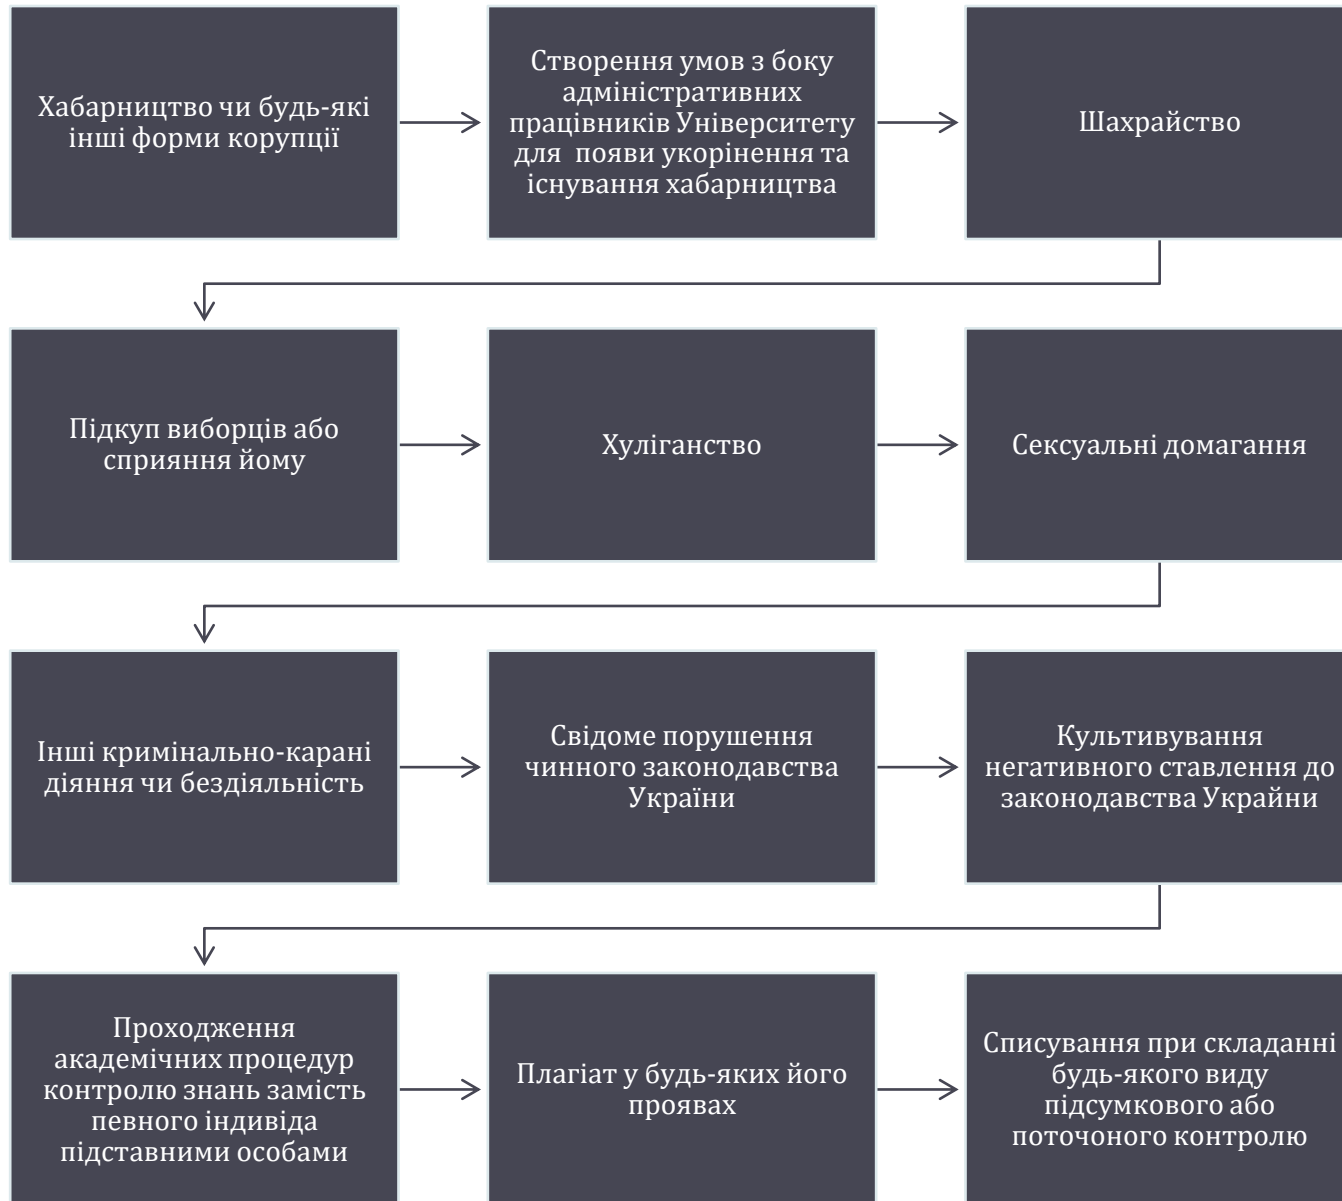 Хабарництво чи будь-які
інші форми корупції
Створення умов з боку
адміністративних
працівників Університету
для  появи укорінення та
існування хабарництва
Шахрайство
Підкуп виборців або
сприяння йому
Хуліганство
Сексуальні домагання
Інші кримінально-карані
діяння чи бездіяльність
Свідоме порушення
чинного законодавства
України
Культивування
негативного ставлення до
законодавства Украйни
Проходження
академічних процедур
контролю знань замість
певного індивіда
підставними особами
Плагіат у будь-яких його
проявах
Списування при складанні
будь-якого виду
підсумкового або
поточоного контролю